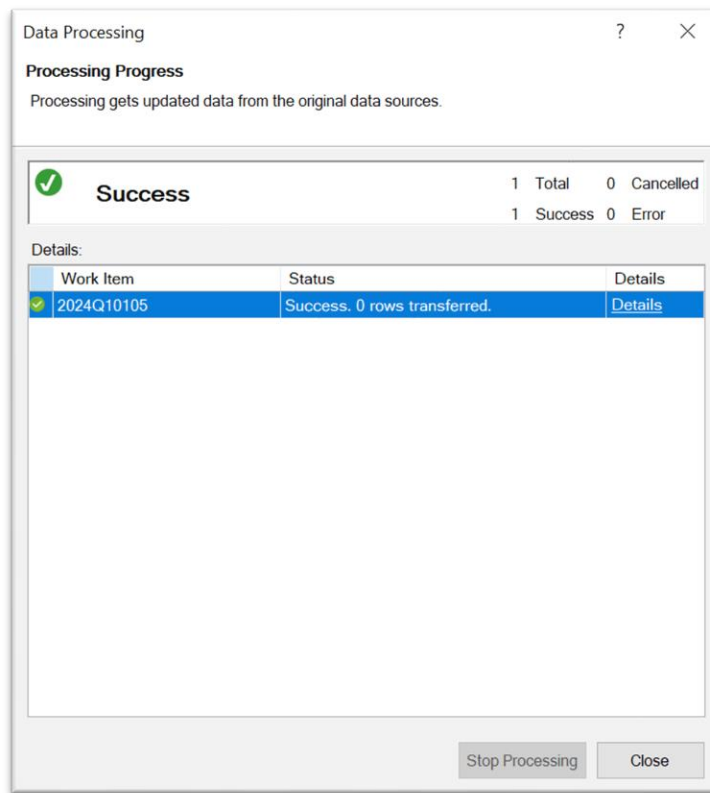 Data Processing ? ×
Processing Progress
Processing gets updated data from the original data sources.
Success
1 Total 0 Cancelled
1 Success 0 Error
Details:
Work Item Status Details
2024Q10105 Success. 0 rows transferred. Details
Stop Processing Close